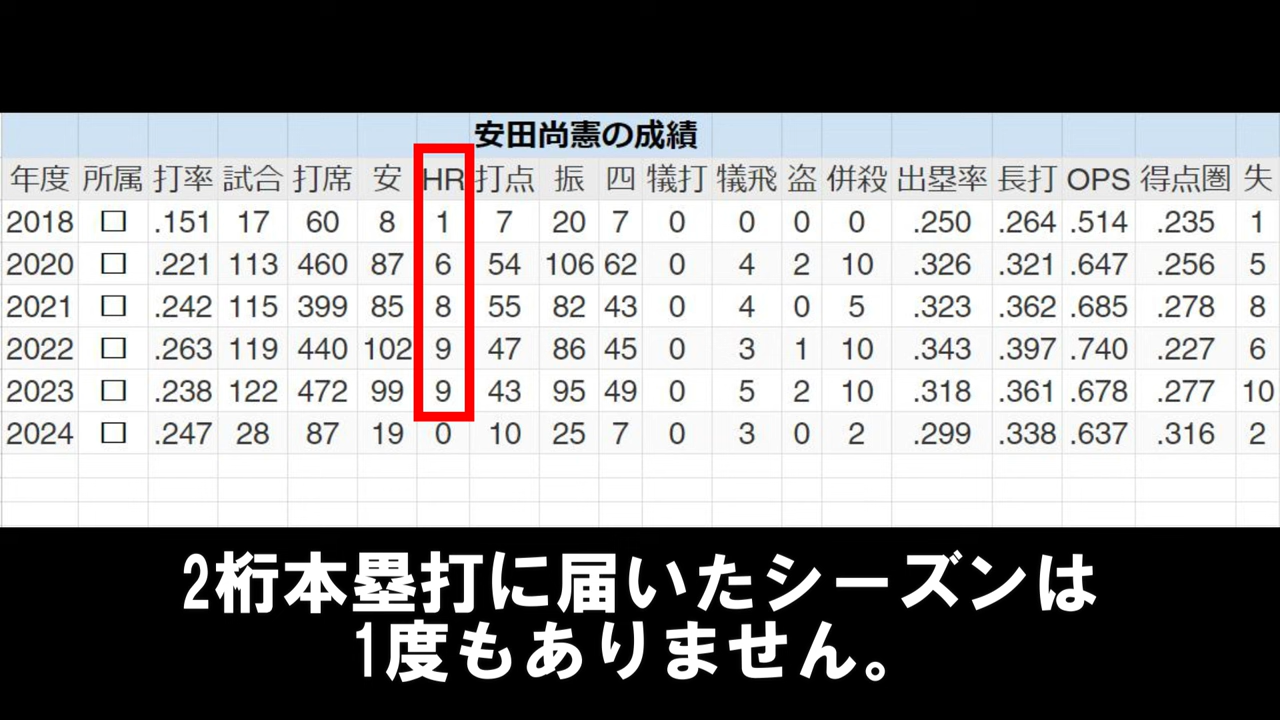 安田尚憲の成績
年度 所属 打率 試合 打席 安 HR 打点 振 四 犠打 犠飛 盗 併殺 出塁率 長打 OPS 得点圏 失
2018 ロ .151 17 60 8 1 7 20 7 0 0 0 0 .250 .264 .514 .235 1
2020 ロ .221 113 460 87 6 54 106 62 0 4 2 10 .326 .321 .647 .256 5
2021 ロ .242 115 399 85 8 55 82 43 0 4 0 5 .323 .362 .685 .278 8
2022 ロ .263 119 440 102 9 47 86 45 0 3 1 10 .343 .397 .740 .227 6
2023 ロ .238 122 472 99 9 43 95 49 0 5 2 10 .318 .361 .678 .277 10
2024 ロ .247 28 87 19 0 10 25 7 0 3 0 2 .299 .338 .637 .316 2
2桁本塁打に届いたシーズンは
1度もありません。